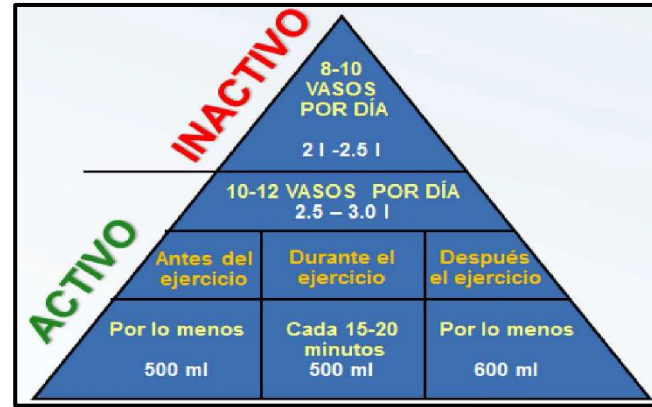 INACTIVO
8-10
VASOS
POR DÍA
2 l -2.5 l
10-12 VASOS POR DÍA
2.5 – 3.0 l
ACTIVO
Antes del
ejercicio
Durante el
ejercicio
Después
el ejercicio
Por lo menos
500 ml
Cada 15-20
minutos
500 ml
Por lo menos
600 ml